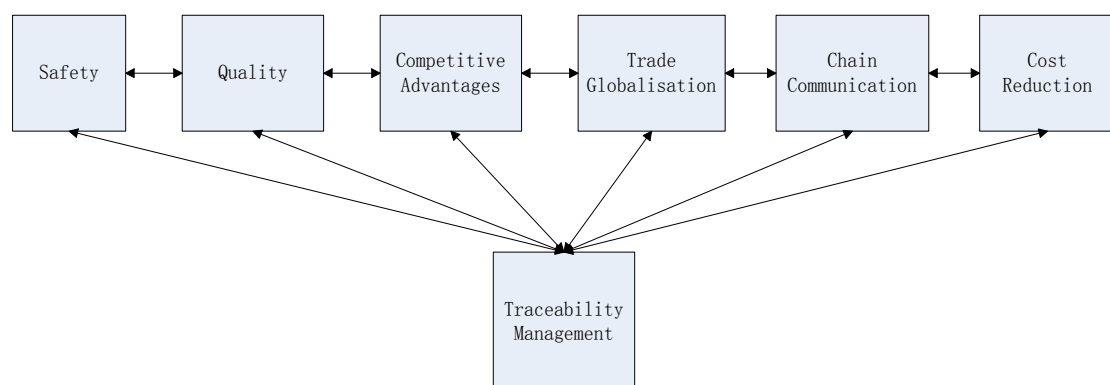 Safety
Quality
Competitive
Advantages
Trade
Globalisation
Chain
Communication
Cost
Reduction
Traceability
Management